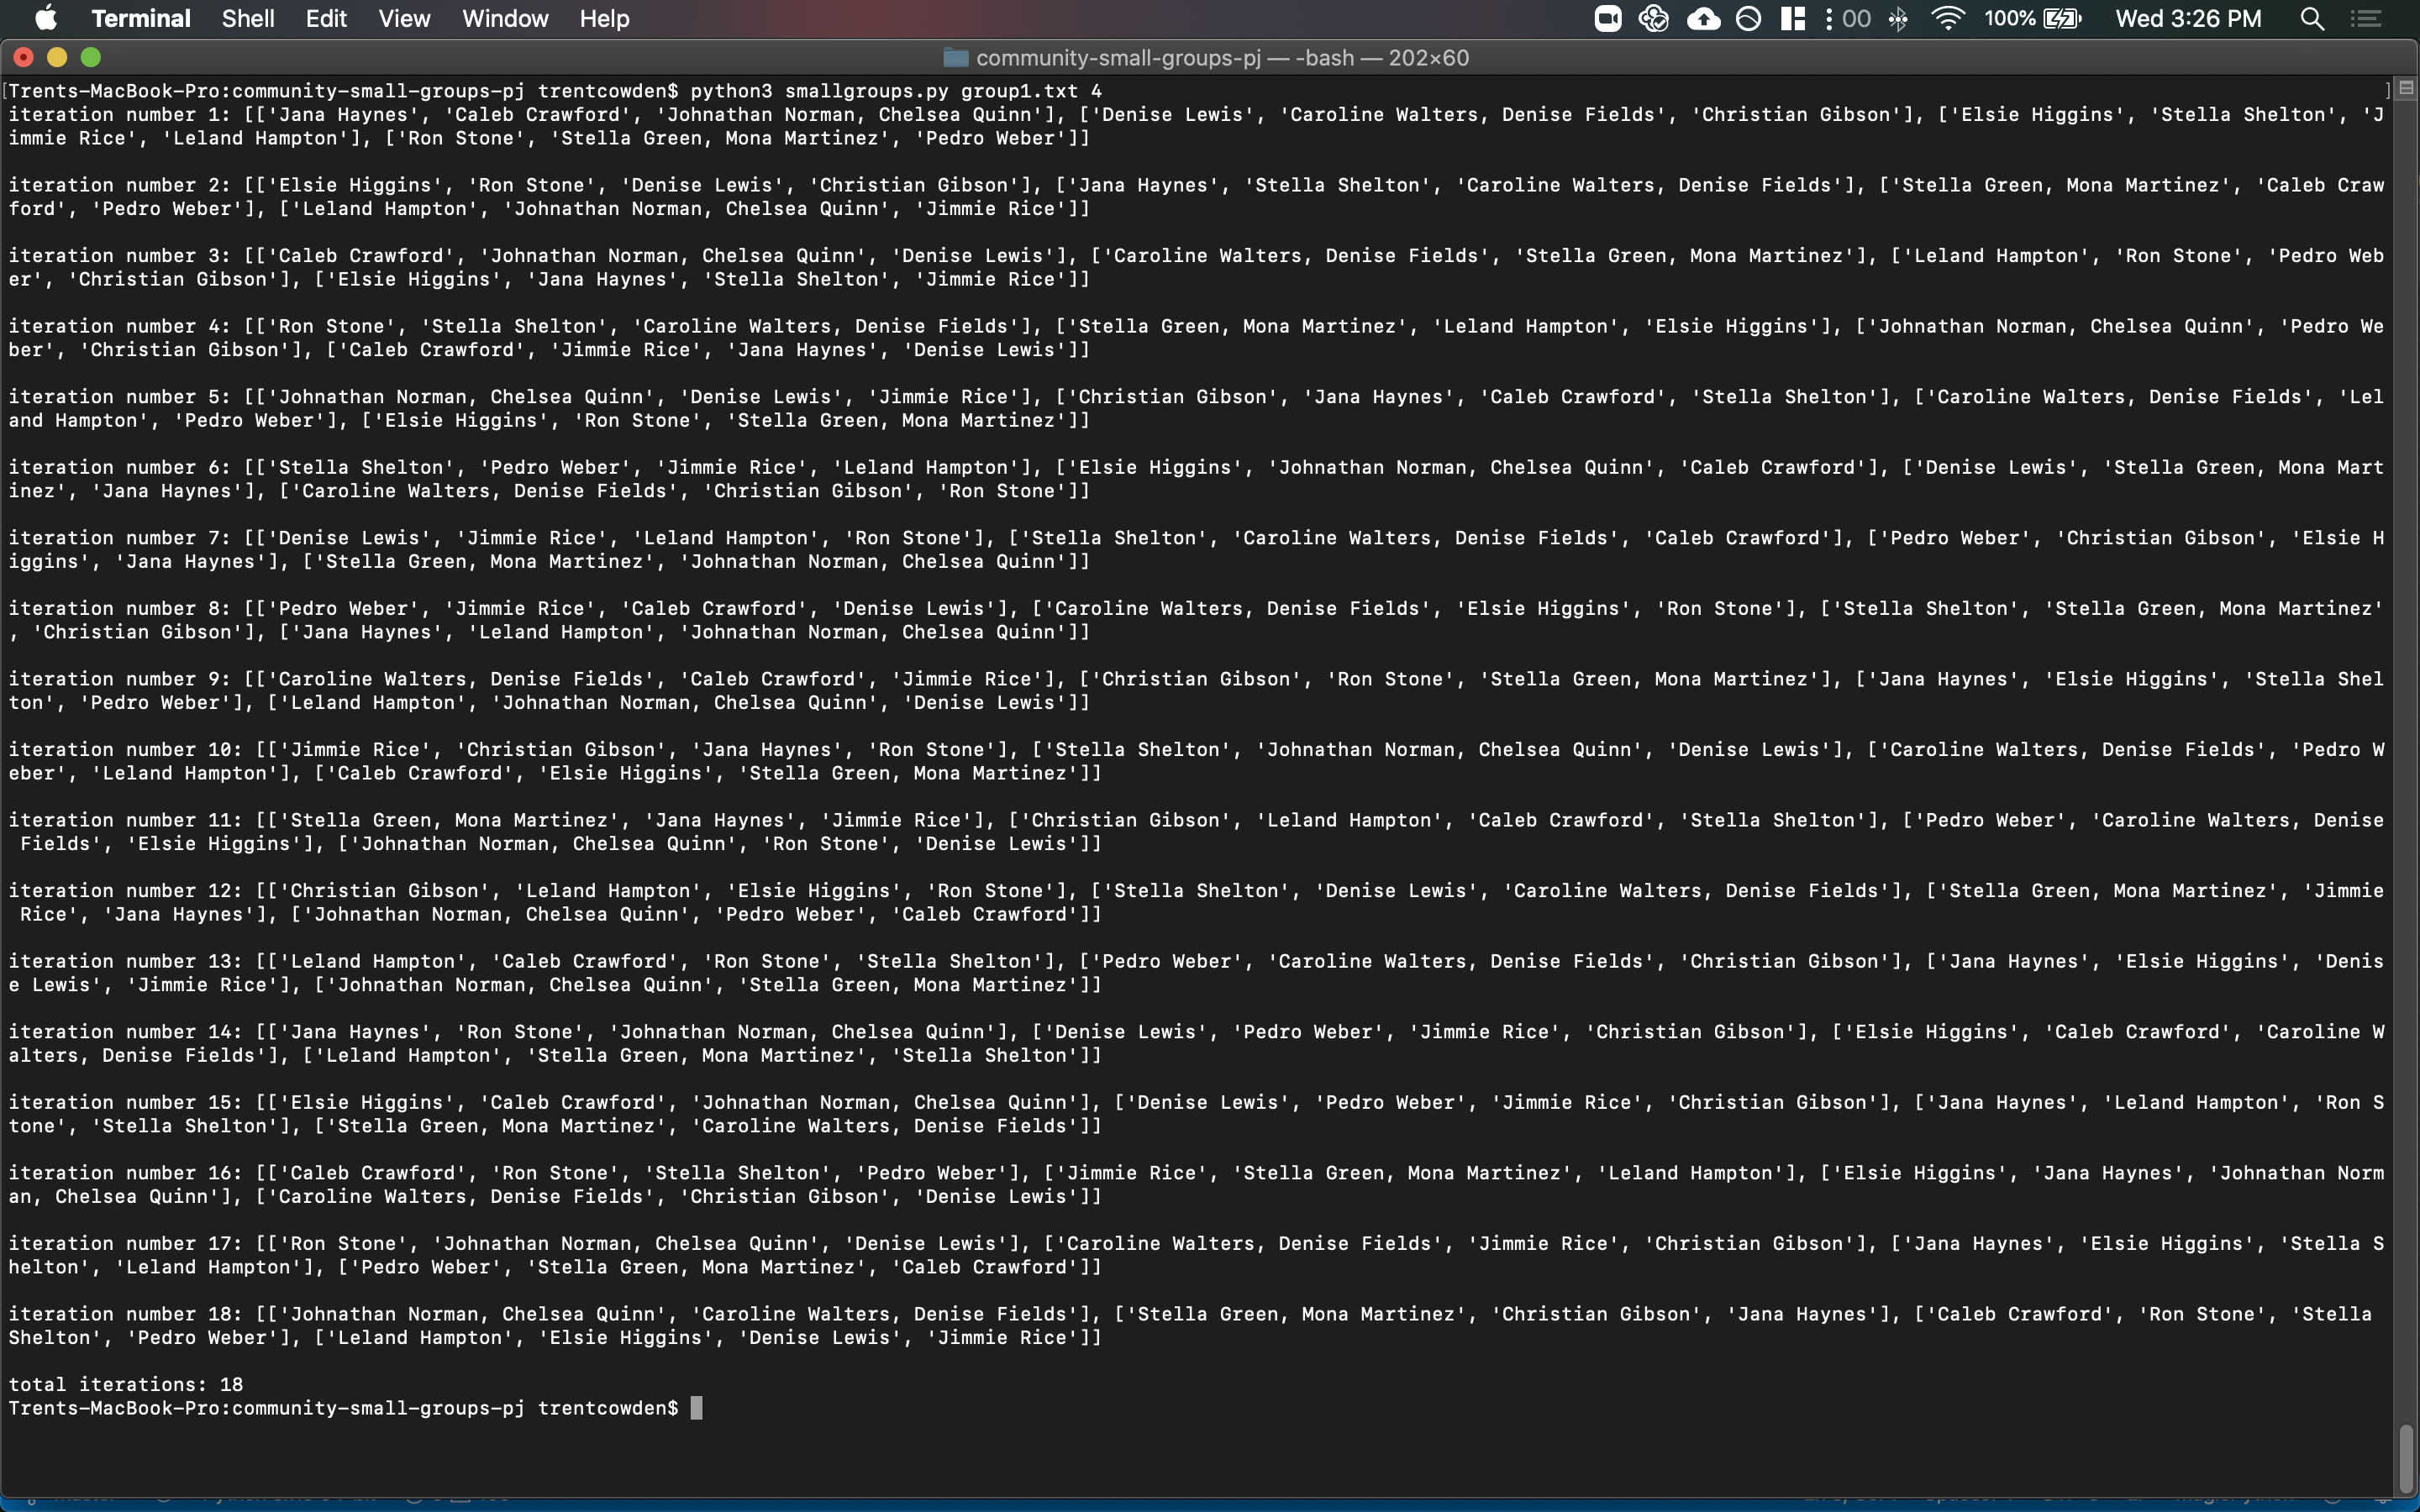 Terminal Shell Edit View Window Help 00 100% Wed 3:26 PM
community-small-groups-pj — -bash — 202×60
[Trents-MacBook-Pro:community-small-groups-pj trentcowden$ python3 smallgroups.py group1.txt 4 ]
iteration number 1: [['Jana Haynes', 'Caleb Crawford', 'Johnathan Norman, Chelsea Quinn'], ['Denise Lewis', 'Caroline Walters, Denise Fields', 'Christian Gibson'], ['Elsie Higgins', 'Stella Shelton', 'J
immie Rice', 'Leland Hampton'], ['Ron Stone', 'Stella Green, Mona Martinez', 'Pedro Weber']]
iteration number 2: [['Elsie Higgins', 'Ron Stone', 'Denise Lewis', 'Christian Gibson'], ['Jana Haynes', 'Stella Shelton', 'Caroline Walters, Denise Fields'], ['Stella Green, Mona Martinez', 'Caleb Craw
ford', 'Pedro Weber'], ['Leland Hampton', 'Johnathan Norman, Chelsea Quinn', 'Jimmie Rice']]
iteration number 3: [['Caleb Crawford', 'Johnathan Norman, Chelsea Quinn', 'Denise Lewis'], ['Caroline Walters, Denise Fields', 'Stella Green, Mona Martinez'], ['Leland Hampton', 'Ron Stone', 'Pedro Web
er', 'Christian Gibson'], ['Elsie Higgins', 'Jana Haynes', 'Stella Shelton', 'Jimmie Rice']]
iteration number 4: [['Ron Stone', 'Stella Shelton', 'Caroline Walters, Denise Fields'], ['Stella Green, Mona Martinez', 'Leland Hampton', 'Elsie Higgins'], ['Johnathan Norman, Chelsea Quinn', 'Pedro We
ber', 'Christian Gibson'], ['Caleb Crawford', 'Jimmie Rice', 'Jana Haynes', 'Denise Lewis']]
iteration number 5: [['Johnathan Norman, Chelsea Quinn', 'Denise Lewis', 'Jimmie Rice'], ['Christian Gibson', 'Jana Haynes', 'Caleb Crawford', 'Stella Shelton'], ['Caroline Walters, Denise Fields', 'Lel
and Hampton', 'Pedro Weber'], ['Elsie Higgins', 'Ron Stone', 'Stella Green, Mona Martinez']]
iteration number 6: [['Stella Shelton', 'Pedro Weber', 'Jimmie Rice', 'Leland Hampton'], ['Elsie Higgins', 'Johnathan Norman, Chelsea Quinn', 'Caleb Crawford'], ['Denise Lewis', 'Stella Green, Mona Mart
inez', 'Jana Haynes'], ['Caroline Walters, Denise Fields', 'Christian Gibson', 'Ron Stone']]
iteration number 7: [['Denise Lewis', 'Jimmie Rice', 'Leland Hampton', 'Ron Stone'], ['Stella Shelton', 'Caroline Walters, Denise Fields', 'Caleb Crawford'], ['Pedro Weber', 'Christian Gibson', 'Elsie H
iggins', 'Jana Haynes'], ['Stella Green, Mona Martinez', 'Johnathan Norman, Chelsea Quinn']]
iteration number 8: [['Pedro Weber', 'Jimmie Rice', 'Caleb Crawford', 'Denise Lewis'], ['Caroline Walters, Denise Fields', 'Elsie Higgins', 'Ron Stone'], ['Stella Shelton', 'Stella Green, Mona Martinez'
, 'Christian Gibson'], ['Jana Haynes', 'Leland Hampton', 'Johnathan Norman, Chelsea Quinn']]
iteration number 9: [['Caroline Walters, Denise Fields', 'Caleb Crawford', 'Jimmie Rice'], ['Christian Gibson', 'Ron Stone', 'Stella Green, Mona Martinez'], ['Jana Haynes', 'Elsie Higgins', 'Stella Shel
ton', 'Pedro Weber'], ['Leland Hampton', 'Johnathan Norman, Chelsea Quinn', 'Denise Lewis']]
iteration number 10: [['Jimmie Rice', 'Christian Gibson', 'Jana Haynes', 'Ron Stone'], ['Stella Shelton', 'Johnathan Norman, Chelsea Quinn', 'Denise Lewis'], ['Caroline Walters, Denise Fields', 'Pedro W
eber', 'Leland Hampton'], ['Caleb Crawford', 'Elsie Higgins', 'Stella Green, Mona Martinez']]
iteration number 11: [['Stella Green, Mona Martinez', 'Jana Haynes', 'Jimmie Rice'], ['Christian Gibson', 'Leland Hampton', 'Caleb Crawford', 'Stella Shelton'], ['Pedro Weber', 'Caroline Walters, Denise
 Fields', 'Elsie Higgins'], ['Johnathan Norman, Chelsea Quinn', 'Ron Stone', 'Denise Lewis']]
iteration number 12: [['Christian Gibson', 'Leland Hampton', 'Elsie Higgins', 'Ron Stone'], ['Stella Shelton', 'Denise Lewis', 'Caroline Walters, Denise Fields'], ['Stella Green, Mona Martinez', 'Jimmie
 Rice', 'Jana Haynes'], ['Johnathan Norman, Chelsea Quinn', 'Pedro Weber', 'Caleb Crawford']]
iteration number 13: [['Leland Hampton', 'Caleb Crawford', 'Ron Stone', 'Stella Shelton'], ['Pedro Weber', 'Caroline Walters, Denise Fields', 'Christian Gibson'], ['Jana Haynes', 'Elsie Higgins', 'Denis
e Lewis', 'Jimmie Rice'], ['Johnathan Norman, Chelsea Quinn', 'Stella Green, Mona Martinez']]
iteration number 14: [['Jana Haynes', 'Ron Stone', 'Johnathan Norman, Chelsea Quinn'], ['Denise Lewis', 'Pedro Weber', 'Jimmie Rice', 'Christian Gibson'], ['Elsie Higgins', 'Caleb Crawford', 'Caroline W
alters, Denise Fields'], ['Leland Hampton', 'Stella Green, Mona Martinez', 'Stella Shelton']]
iteration number 15: [['Elsie Higgins', 'Caleb Crawford', 'Johnathan Norman, Chelsea Quinn'], ['Denise Lewis', 'Pedro Weber', 'Jimmie Rice', 'Christian Gibson'], ['Jana Haynes', 'Leland Hampton', 'Ron S
tone', 'Stella Shelton'], ['Stella Green, Mona Martinez', 'Caroline Walters, Denise Fields']]
iteration number 16: [['Caleb Crawford', 'Ron Stone', 'Stella Shelton', 'Pedro Weber'], ['Jimmie Rice', 'Stella Green, Mona Martinez', 'Leland Hampton'], ['Elsie Higgins', 'Jana Haynes', 'Johnathan Norm
an, Chelsea Quinn'], ['Caroline Walters, Denise Fields', 'Christian Gibson', 'Denise Lewis']]
iteration number 17: [['Ron Stone', 'Johnathan Norman, Chelsea Quinn', 'Denise Lewis'], ['Caroline Walters, Denise Fields', 'Jimmie Rice', 'Christian Gibson'], ['Jana Haynes', 'Elsie Higgins', 'Stella S
helton', 'Leland Hampton'], ['Pedro Weber', 'Stella Green, Mona Martinez', 'Caleb Crawford']]
iteration number 18: [['Johnathan Norman, Chelsea Quinn', 'Caroline Walters, Denise Fields'], ['Stella Green, Mona Martinez', 'Christian Gibson', 'Jana Haynes'], ['Caleb Crawford', 'Ron Stone', 'Stella
Shelton', 'Pedro Weber'], ['Leland Hampton', 'Elsie Higgins', 'Denise Lewis', 'Jimmie Rice']]
total iterations: 18
Trents-MacBook-Pro:community-small-groups-pj trentcowden$